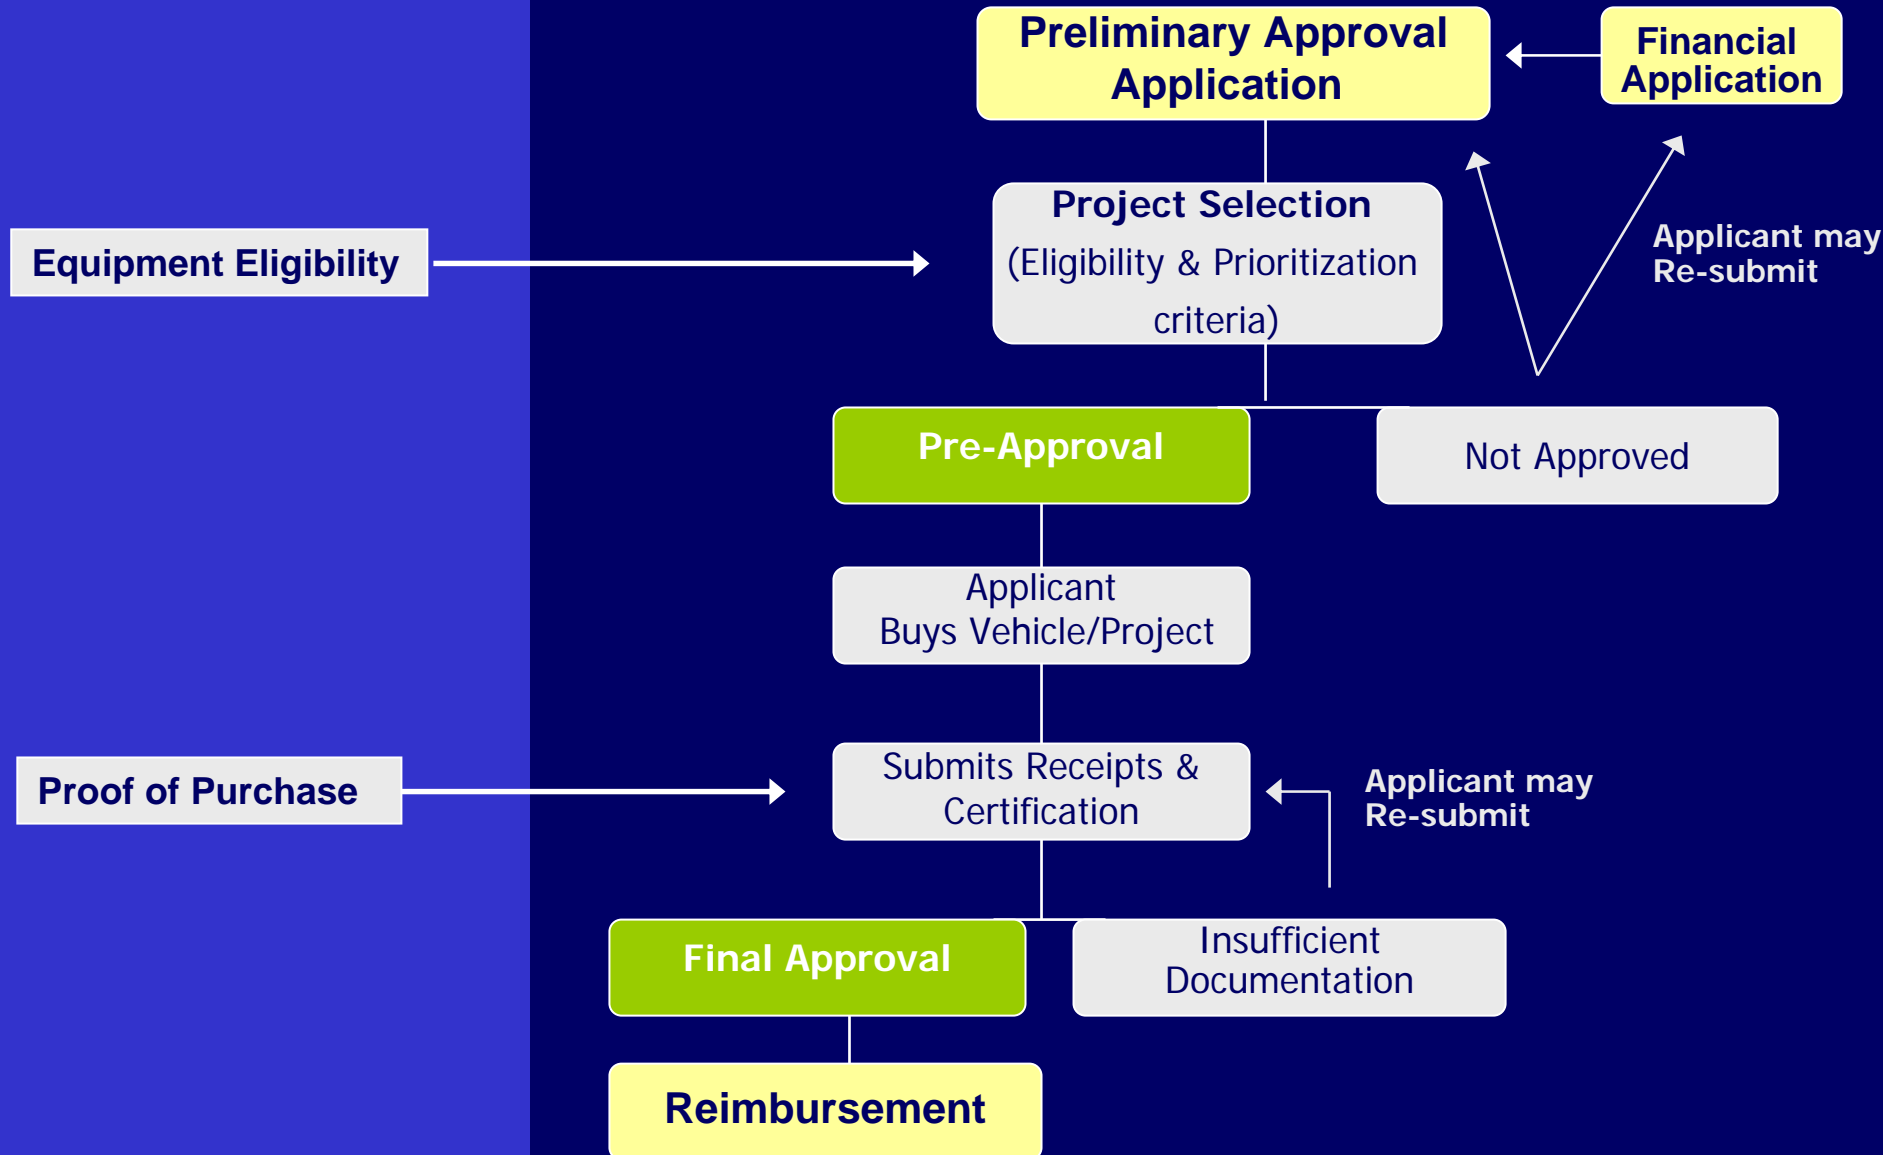 Preliminary Approval
Application
Financial
Application
Project Selection
(Eligibility & Prioritization
criteria)
Equipment Eligibility
Applicant may
Re-submit
Pre-Approval
Not Approved
Applicant
Buys Vehicle/Project
Submits Receipts &
Certification
Proof of Purchase
Applicant may
Re-submit
Final Approval
Insufficient
Documentation
Reimbursement